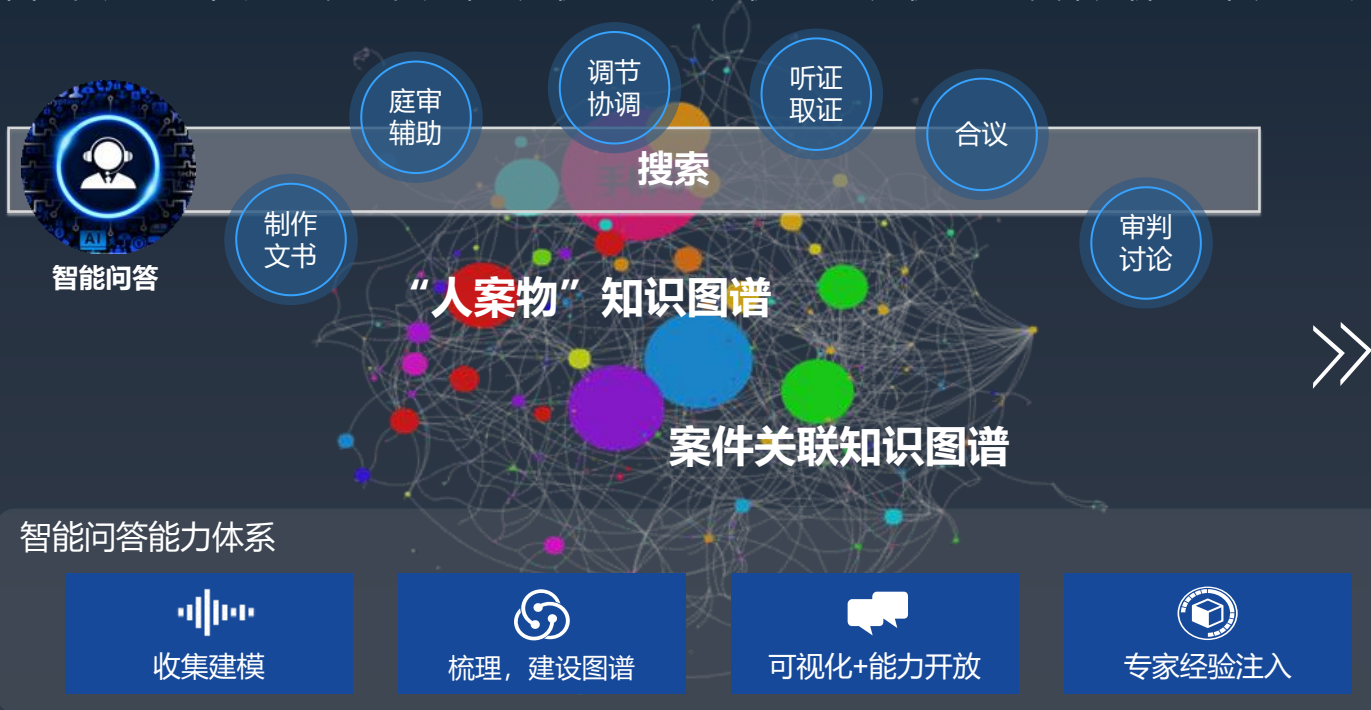 调节
协调
听证
取证
庭审
辅助
合议
搜索
制作
文书
审判
讨论
AI
智能问答
“人案物”知识图谱
案件关联知识图谱
智能问答能力体系
收集建模
梳理，建设图谱
可视化+能力开放
专家经验注入